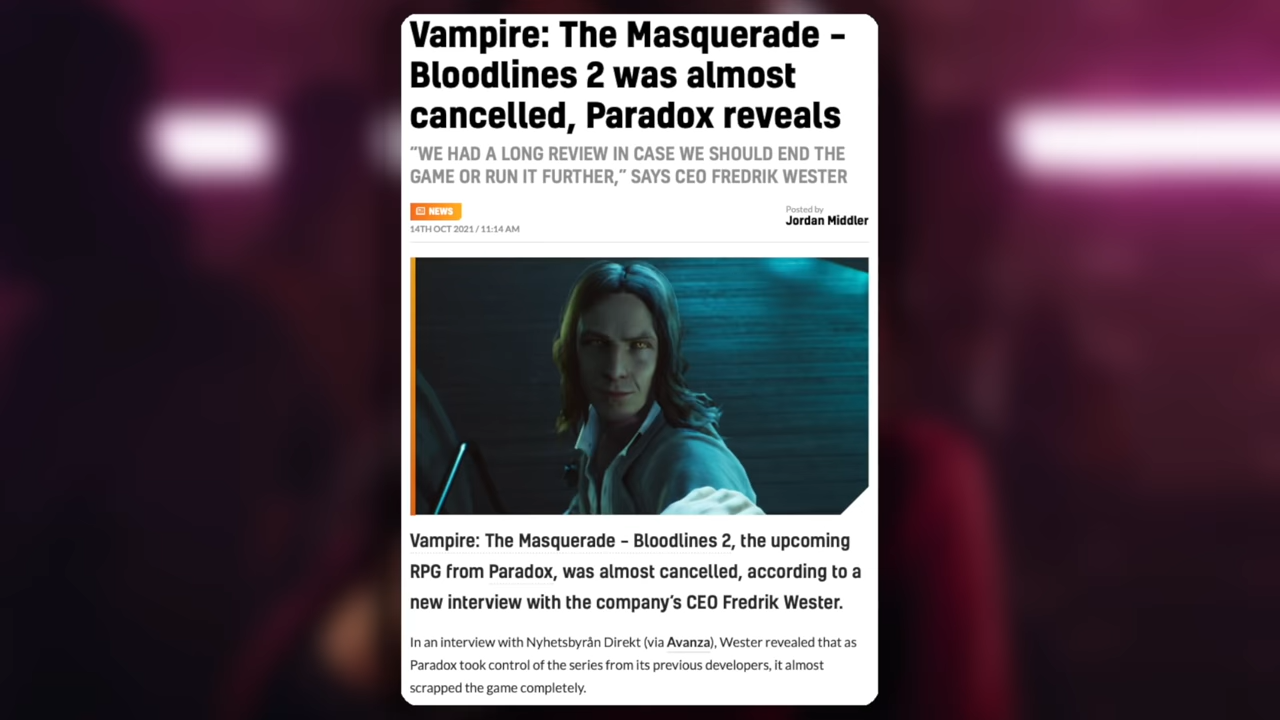 Vampire: The Masquerade –
Bloodlines 2 was almost
cancelled, Paradox reveals
“WE HAD A LONG REVIEW IN CASE WE SHOULD END THE
GAME OR RUN IT FURTHER,” SAYS CEO FREDRIK WESTER
NEWS
14TH OCT 2021 / 11:14 AM
Posted by
Jordan Middler
Vampire: The Masquerade – Bloodlines 2, the upcoming
RPG from Paradox, was almost cancelled, according to a
new interview with the company’s CEO Fredrik Wester.
In an interview with Nyhetsbyrån Direkt (via Avanza), Wester revealed that as
Paradox took control of the series from its previous developers, it almost
scrapped the game completely.